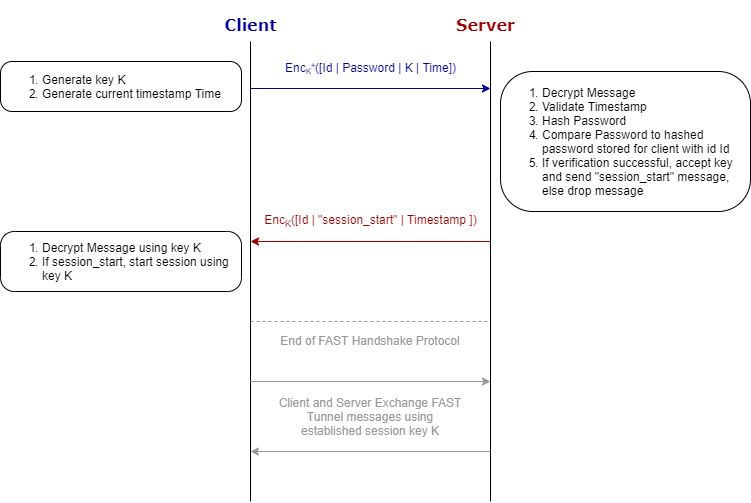 Client
Server
Enc_K⁺([Id | Password | K | Time])
1. Generate key K
2. Generate current timestamp Time
1. Decrypt Message
2. Validate Timestamp
3. Hash Password
4. Compare Password to hashed
password stored for client with id Id
5. If verification successful, accept key
and send "session_start" message,
else drop message
Enc_K([Id | "session_start" | Timestamp ])
1. Decrypt Message using key K
2. If session_start, start session using
key K
End of FAST Handshake Protocol
Client and Server Exchange FAST
Tunnel messages using
established session key K